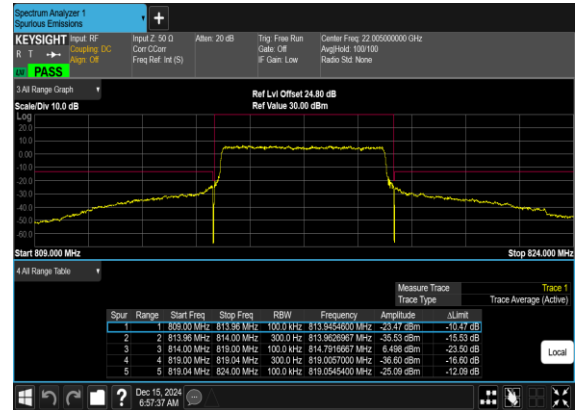 Spectrum Analyzer 1
Spurious Emissions
KEYSIGHT Input: RF Input Z: 50 Ω Atten: 20 dB Trig: Free Run Center Freq: 22.005000000 GHz
R T Coupling: DC Corr CCorr Gate: Off Avg|Hold: 100/100
Align: Off Freq Ref: Int (S) IF Gain: Low Radio Std: None
PASS
3 All Range Graph
Ref Lvl Offset 24.80 dB
Scale/Div 10.0 dB Ref Value 30.00 dBm
Log
20.0
10.0
0.00
-10.0
-20.0
-30.0
-40.0
-50.0
-60.0
Start 809.000 MHz Stop 824.000 MHz
4 All Range Table
Measure Trace Trace 1
Trace Type Trace Average (Active)
Spur Range Start Freq Stop Freq RBW Frequency Amplitude ΔLimit
1 1 809.00 MHz 813.96 MHz 100.0 kHz 813.9454600 MHz -23.47 dBm -10.47 dB
2 2 813.96 MHz 814.00 MHz 300.0 Hz 813.9626967 MHz -35.53 dBm -15.53 dB
3 3 814.00 MHz 819.00 MHz 100.0 kHz 814.7916667 MHz 6.498 dBm -23.50 dB
4 4 819.00 MHz 819.04 MHz 300.0 Hz 819.0057000 MHz -36.60 dBm -16.60 dB
5 5 819.04 MHz 824.00 MHz 100.0 kHz 819.0545400 MHz -25.09 dBm -12.09 dB
Local
Dec 15, 2024
6:57:37 AM